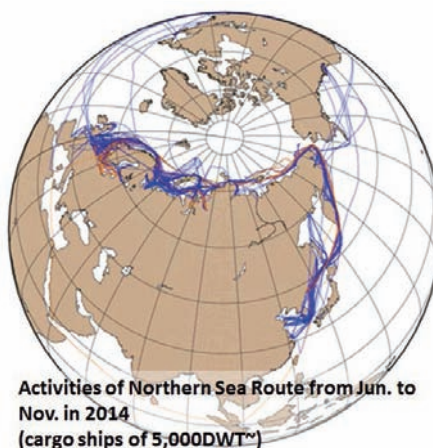 Activities of Northern Sea Route from Jun. to
Nov. in 2014
(cargo ships of 5,000DWT~)